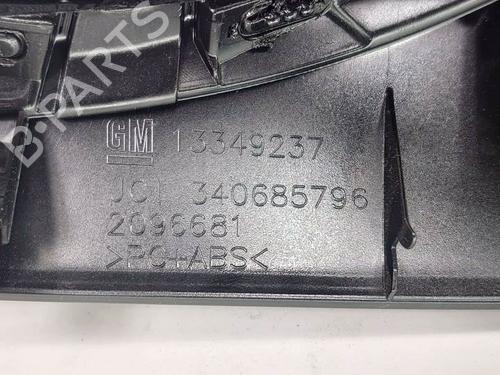 GM 13349237
JCI 340685796
2096681
>PC+ABS<
B-PARTS